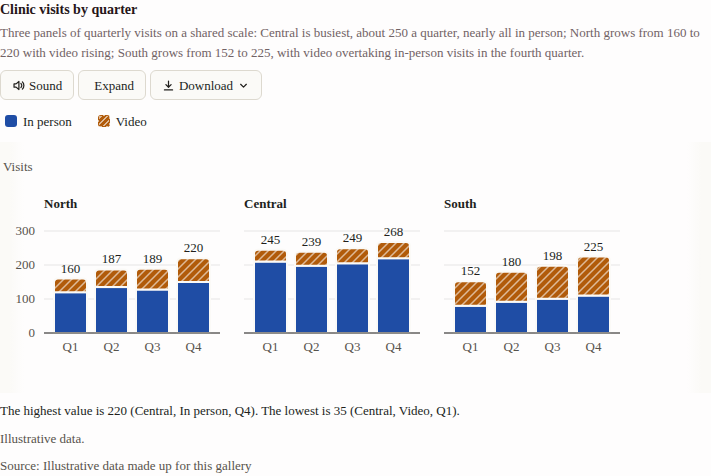 Clinic visits by quarter
Three panels of quarterly visits on a shared scale: Central is busiest, about 250 a quarter, nearly all in person; North grows from 160 to
220 with video rising; South grows from 152 to 225, with video overtaking in-person visits in the fourth quarter.
Sound Expand Download
In person Video
Visits
North Central South
300
200
100
0
160 187 189 220
245 239 249 268
152 180 198 225
Q1 Q2 Q3 Q4 Q1 Q2 Q3 Q4 Q1 Q2 Q3 Q4
The highest value is 220 (Central, In person, Q4). The lowest is 35 (Central, Video, Q1).
Illustrative data.
Source: Illustrative data made up for this gallery